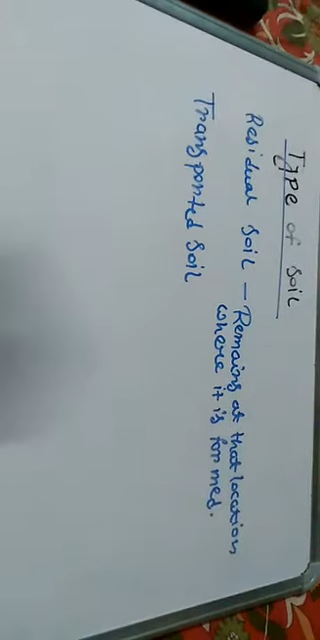 Type of Soil
Residual Soil – Remains at that location
where it is formed.
Transported Soil